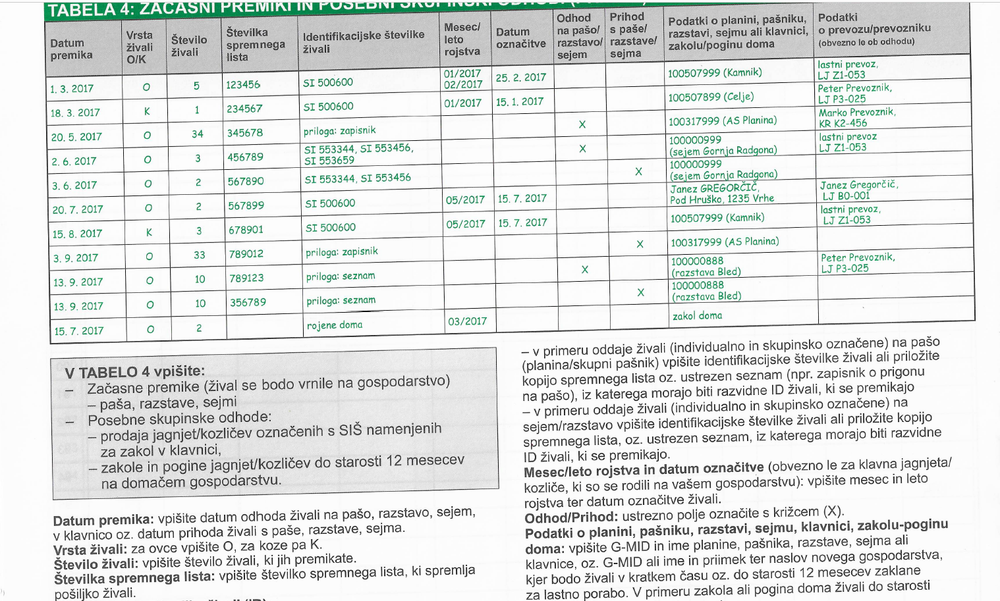 TABELA 4: ZAČASNI PREMIKI IN POSEBNI SKUPINSKI ODHODI
Datum premika | Vrsta živali O/K | Število živali | Številka spremnega lista | Identifikacijske številke živali | Mesec/ leto rojstva | Datum označitve | Odhod na pašo/ razstavo/ sejem | Prihod s paše/ razstave/ sejma | Podatki o planini, pašniku, razstavi, sejmu ali klavnici, zakolu/poginu doma | Podatki o prevozu/prevozniku (obvezno le ob odhodu)
1. 3. 2017 | O | 5 | 123456 | SI 500600 | 01/2017 02/2017 | 25. 2. 2017 | | | 100507999 (Kamnik) | lastni prevoz, LJ Z1-053
18. 3. 2017 | K | 1 | 234567 | SI 500600 | 01/2017 | 15. 1. 2017 | | | 100507899 (Celje) | Peter Prevoznik, LJ P3-025
20. 5. 2017 | O | 34 | 345678 | priloga: zapisnik | | | X | | 100317999 (AS Planina) | Marko Prevoznik, KR K2-456
2. 6. 2017 | O | 3 | 456789 | SI 553344, SI 553456, SI 553659 | | | X | | 100000999 (sejem Gornja Radgona) | lastni prevoz LJ Z1-053
3. 6. 2017 | O | 2 | 567890 | SI 553344, SI 553456 | | | | X | 100000999 (sejem Gornja Radgona) |
20. 7. 2017 | O | 2 | 567899 | SI 500600 | 05/2017 | 15. 7. 2017 | | | Janez GREGORČIČ, Pod Hruško, 1235 Vrhe | Janez Gregorčič, LJ BO-001
15. 8. 2017 | K | 3 | 678901 | SI 500600 | 05/2017 | 15. 7. 2017 | | | 100507999 (Kamnik) | lastni prevoz, LJ Z1-053
3. 9. 2017 | O | 33 | 789012 | priloga: zapisnik | | | | X | 100317999 (AS Planina) |
13. 9. 2017 | O | 10 | 789123 | priloga: seznam | | | X | | 100000888 (razstava Bled) | Peter Prevoznik, LJ P3-025
13. 9. 2017 | O | 10 | 356789 | priloga: seznam | | | | X | 100000888 (razstava Bled) |
15. 7. 2017 | O | 2 | | rojene doma | 03/2017 | | | | zakol doma |
V TABELO 4 vpišite:
– Začasne premike (žival se bodo vrnile na gospodarstvo)
– paša, razstave, sejmi
– Posebne skupinske odhode:
– prodaja jagnjet/kozličev označenih s SIŠ namenjenih
za zakol v klavnici,
– zakole in pogine jagnjet/kozličev do starosti 12 mesecev
na domačem gospodarstvu.
Datum premika: vpišite datum odhoda živali na pašo, razstavo, sejem,
v klavnico oz. datum prihoda živali s paše, razstave, sejma.
Vrsta živali: za ovce vpišite O, za koze pa K.
Število živali: vpišite število živali, ki jih premikate.
Številka spremnega lista: vpišite številko spremnega lista, ki spremlja
pošiljko živali.
– v primeru oddaje živali (individualno in skupinsko označene) na pašo
(planina/skupni pašnik) vpišite identifikacijske številke živali ali priložite
kopijo spremnega lista oz. ustrezen seznam (npr. zapisnik o prigonu
na pašo), iz katerega morajo biti razvidne ID živali, ki se premikajo
– v primeru oddaje živali (individualno in skupinsko označene) na
sejem/razstavo vpišite identifikacijske številke živali ali priložite kopijo
spremnega lista, oz. ustrezen seznam, iz katerega morajo biti razvidne
ID živali, ki se premikajo.
Mesec/leto rojstva in datum označitve (obvezno le za klavna jagnjeta/
kozliče, ki so se rodili na vašem gospodarstvu): vpišite mesec in leto
rojstva ter datum označitve živali.
Odhod/Prihod: ustrezno polje označite s križcem (X).
Podatki o planini, pašniku, razstavi, sejmu, klavnici, zakolu-poginu
doma: vpišite G-MID in ime planine, pašnika, razstave, sejma ali
klavnice, oz. G-MID ali ime in priimek ter naslov novega gospodarstva,
kjer bodo živali v kratkem času oz. do starosti 12 mesecev zaklane
za lastno porabo. V primeru zakola ali pogina doma živali do starosti